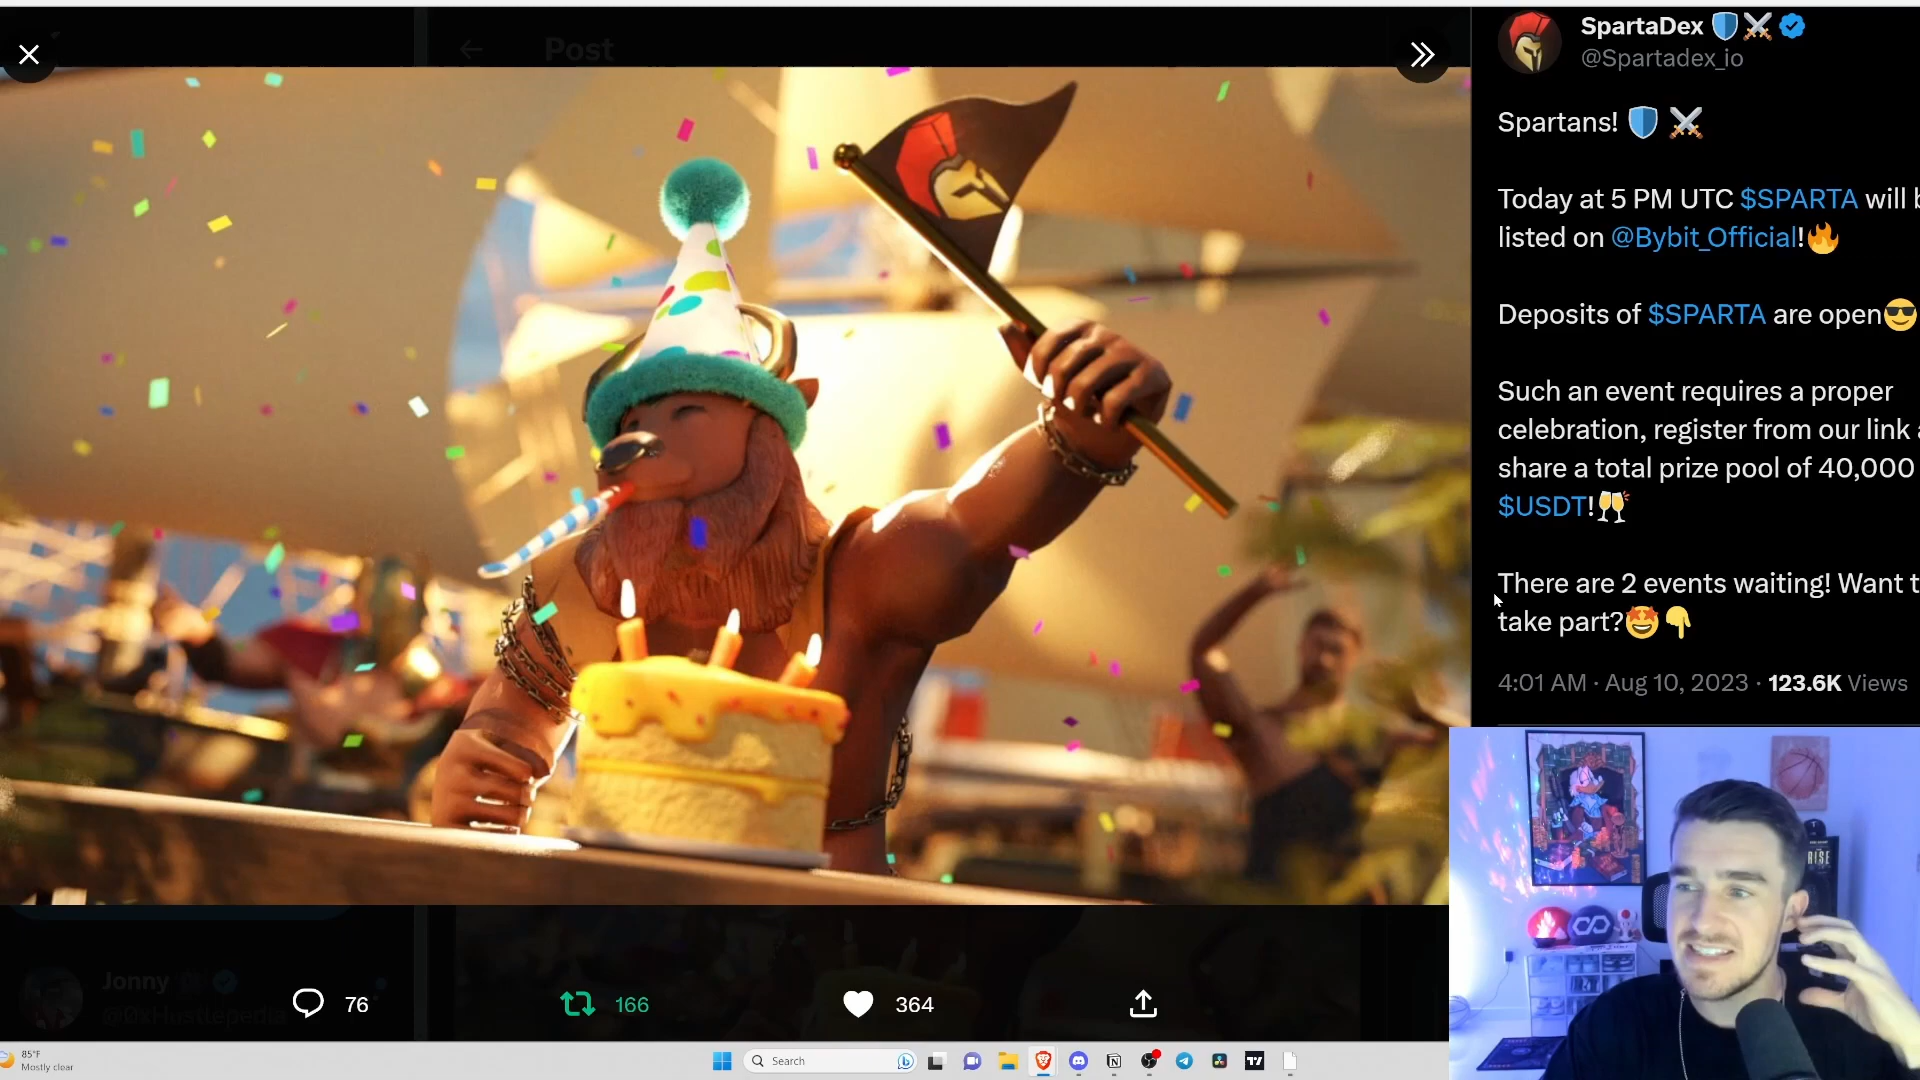 Post
SpartaDex
@Spartadex_io
Spartans!
Today at 5 PM UTC $SPARTA will b
listed on @Bybit_Official!
Deposits of $SPARTA are open
Such an event requires a proper
celebration, register from our link a
share a total prize pool of 40,000
$USDT!
There are 2 events waiting! Want t
take part?
4:01 AM · Aug 10, 2023 · 123.6K Views
RISE
Jonny
@0xHustlepedia
76
166
364
85°F
Mostly clear
Search